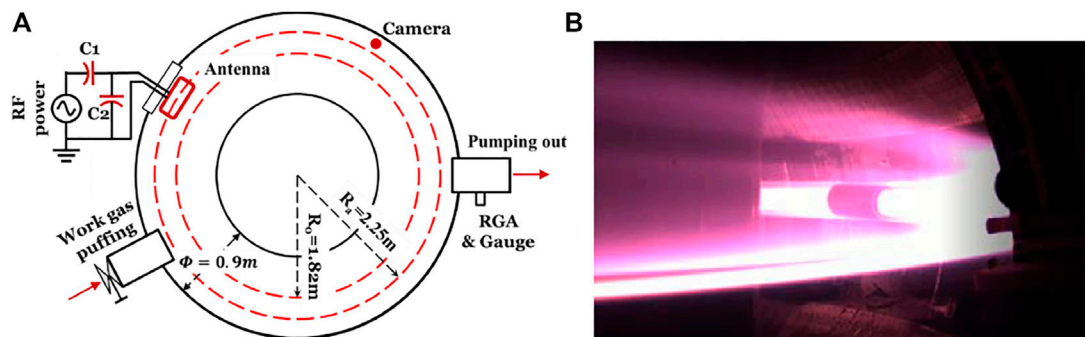 A
B
C1
C2
RF
power
Antenna
Camera
Pumping out
RGA
& Gauge
Work gas
puffing
Φ = 0.9m
R₀=1.82m
Rₐ=2.25m